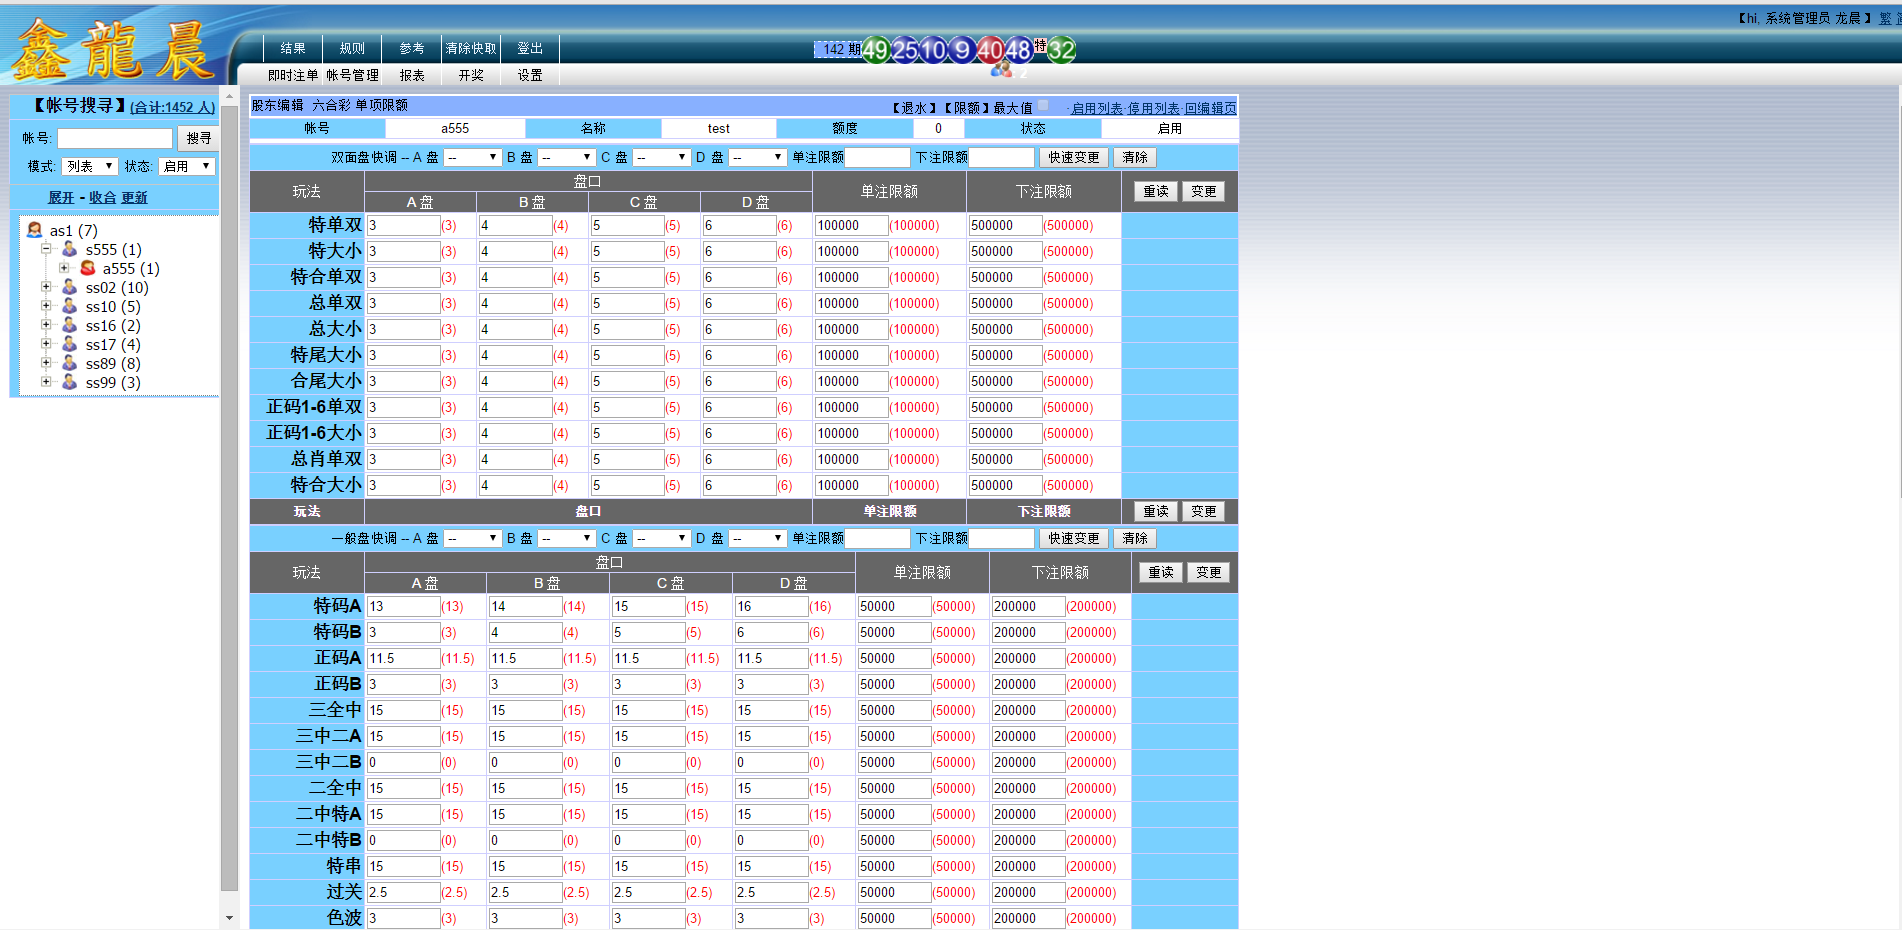 【hi, 系统管理员 龙晨】 繁
鑫龍晨
结果 规则 参考 清除快取 登出
142 期 49 25 10 9 40 48 特 32
即时注单 帐号管理 报表 开奖 设置
【帐号搜寻】(合计:1452 人)
帐号: 搜寻
模式: 列表 状态: 启用
展开 - 收合 更新
as1 (7)
s555 (1)
a555 (1)
ss02 (10)
ss10 (5)
ss16 (2)
ss17 (4)
ss89 (8)
ss99 (3)
股东编辑 六合彩 单项限额 【退水】【限额】最大值 ·启用列表·停用列表·回编辑页
帐号 a555 名称 test 额度 0 状态 启用
双面盘快调 -- A 盘 -- B 盘 -- C 盘 -- D 盘 -- 单注限额 下注限额 快速变更 清除
玩法 盘口 单注限额 下注限额 重读 变更
A 盘 B 盘 C 盘 D 盘
特单双 3 (3) 4 (4) 5 (5) 6 (6) 100000 (100000) 500000 (500000)
特大小 3 (3) 4 (4) 5 (5) 6 (6) 100000 (100000) 500000 (500000)
特合单双 3 (3) 4 (4) 5 (5) 6 (6) 100000 (100000) 500000 (500000)
总单双 3 (3) 4 (4) 5 (5) 6 (6) 100000 (100000) 500000 (500000)
总大小 3 (3) 4 (4) 5 (5) 6 (6) 100000 (100000) 500000 (500000)
特尾大小 3 (3) 4 (4) 5 (5) 6 (6) 100000 (100000) 500000 (500000)
合尾大小 3 (3) 4 (4) 5 (5) 6 (6) 100000 (100000) 500000 (500000)
正码1-6单双 3 (3) 4 (4) 5 (5) 6 (6) 100000 (100000) 500000 (500000)
正码1-6大小 3 (3) 4 (4) 5 (5) 6 (6) 100000 (100000) 500000 (500000)
总肖单双 3 (3) 4 (4) 5 (5) 6 (6) 100000 (100000) 500000 (500000)
特合大小 3 (3) 4 (4) 5 (5) 6 (6) 100000 (100000) 500000 (500000)
玩法 盘口 单注限额 下注限额 重读 变更
一般盘快调 -- A 盘 -- B 盘 -- C 盘 -- D 盘 -- 单注限额 下注限额 快速变更 清除
玩法 盘口 单注限额 下注限额 重读 变更
A 盘 B 盘 C 盘 D 盘
特码A 13 (13) 14 (14) 15 (15) 16 (16) 50000 (50000) 200000 (200000)
特码B 3 (3) 4 (4) 5 (5) 6 (6) 50000 (50000) 200000 (200000)
正码A 11.5 (11.5) 11.5 (11.5) 11.5 (11.5) 11.5 (11.5) 50000 (50000) 200000 (200000)
正码B 3 (3) 3 (3) 3 (3) 3 (3) 50000 (50000) 200000 (200000)
三全中 15 (15) 15 (15) 15 (15) 15 (15) 50000 (50000) 200000 (200000)
三中二A 15 (15) 15 (15) 15 (15) 15 (15) 50000 (50000) 200000 (200000)
三中二B 0 (0) 0 (0) 0 (0) 0 (0) 50000 (50000) 200000 (200000)
二全中 15 (15) 15 (15) 15 (15) 15 (15) 50000 (50000) 200000 (200000)
二中特A 15 (15) 15 (15) 15 (15) 15 (15) 50000 (50000) 200000 (200000)
二中特B 0 (0) 0 (0) 0 (0) 0 (0) 50000 (50000) 200000 (200000)
特串 15 (15) 15 (15) 15 (15) 15 (15) 50000 (50000) 200000 (200000)
过关 2.5 (2.5) 2.5 (2.5) 2.5 (2.5) 2.5 (2.5) 50000 (50000) 200000 (200000)
色波 3 (3) 3 (3) 3 (3) 3 (3) 50000 (50000) 200000 (200000)